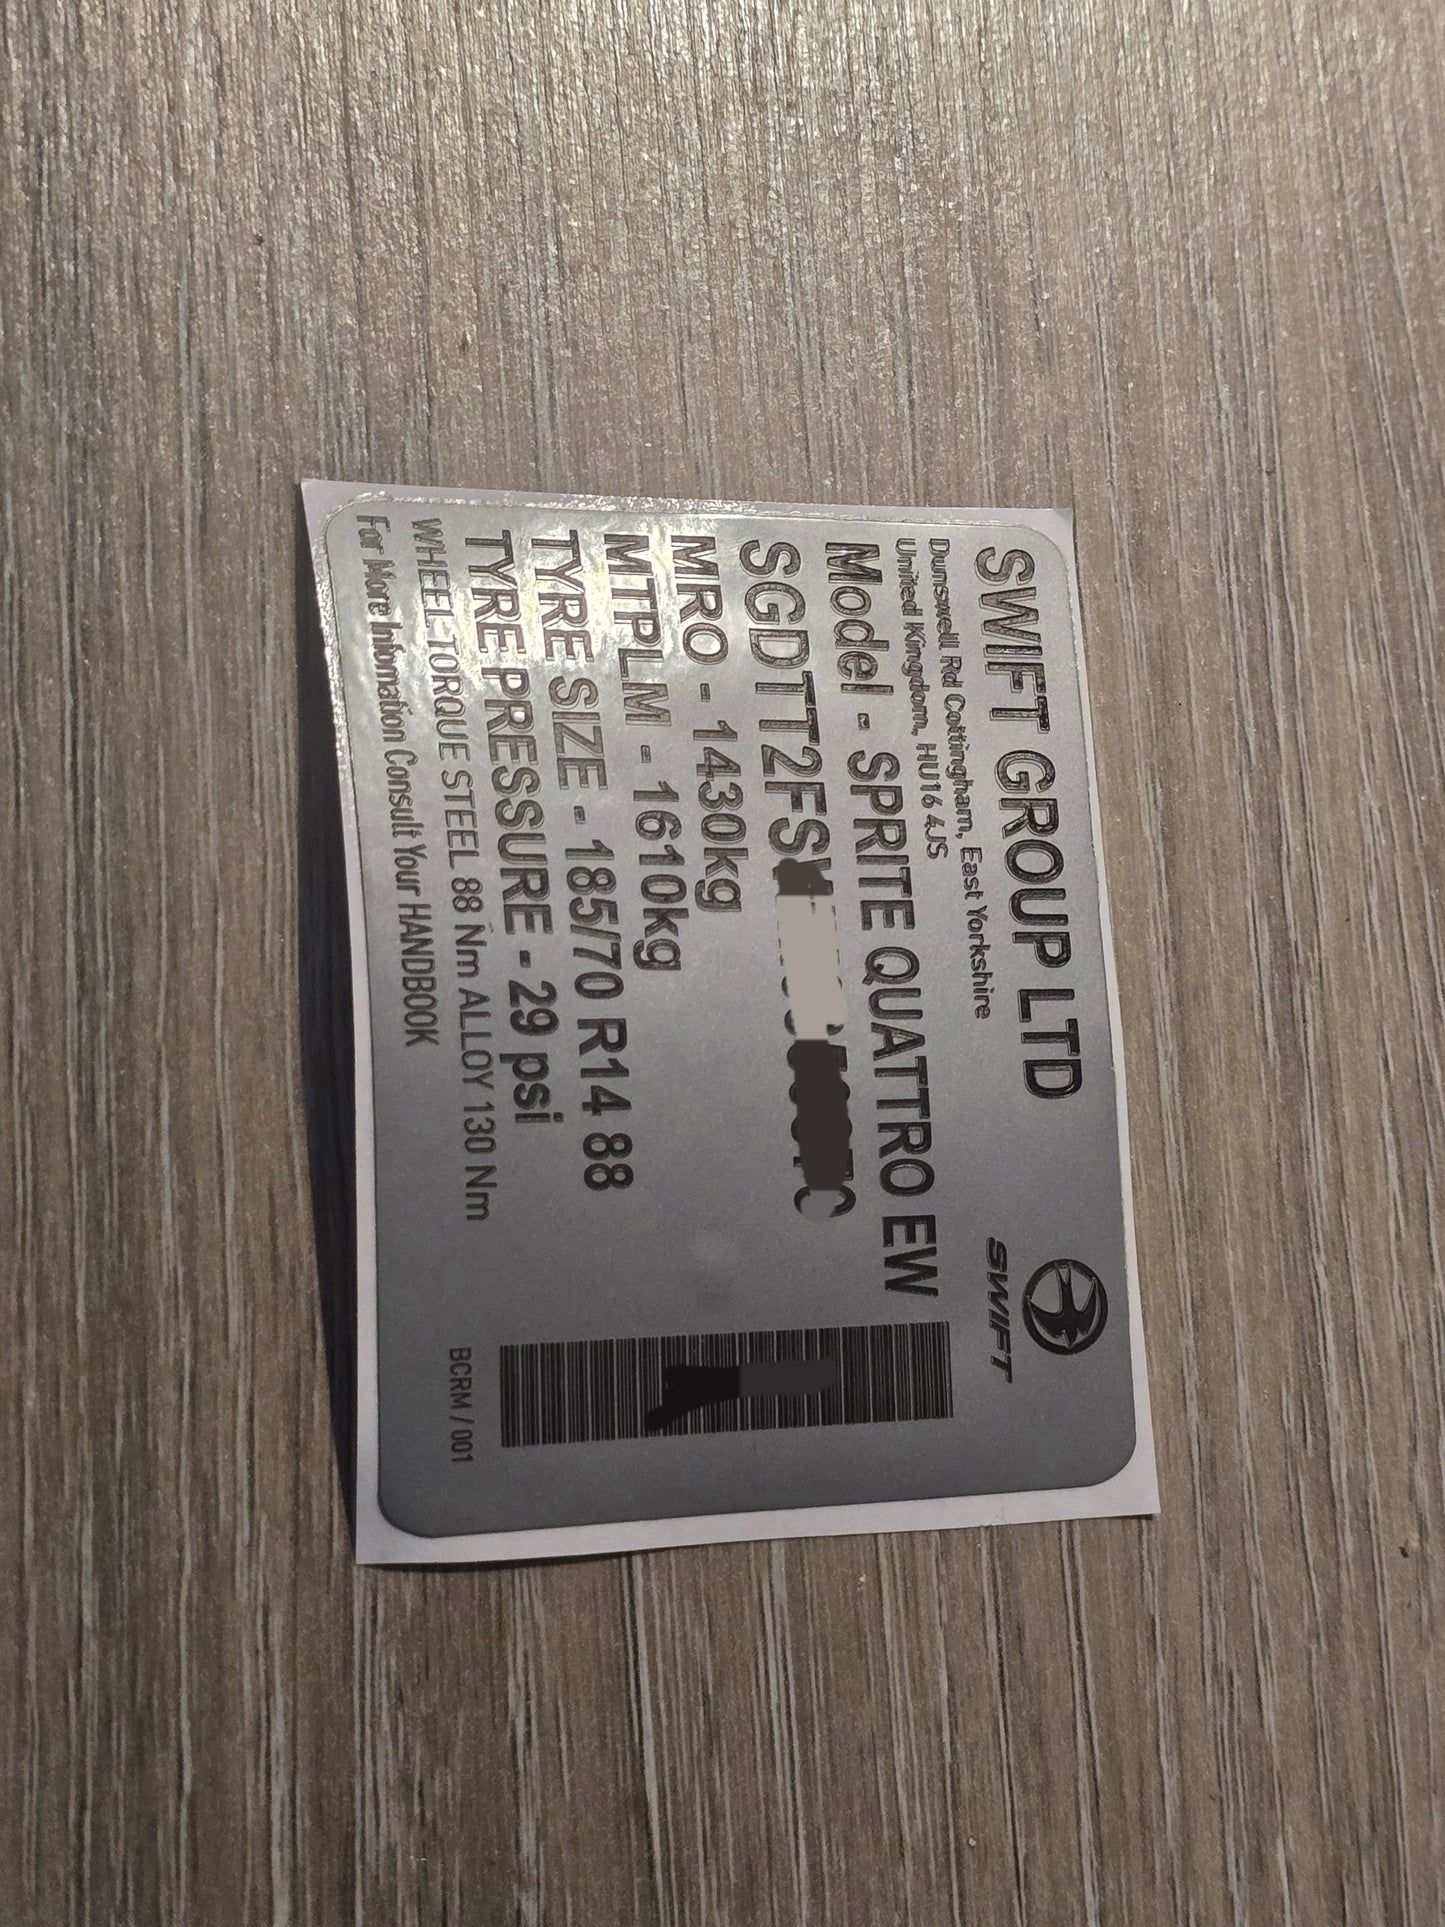 SWIFT GROUP LTD
Dunswell Rd Cottingham, East Yorkshire
United Kingdom, HU16 4JS
SWIFT
Model - SPRITE QUATTRO EW
SGDTT2FS
MRO - 1430kg
MTPLM - 1610kg
TYRE SIZE - 185/70 R14 88
TYRE PRESSURE - 29 psi
WHEEL TORQUE STEEL 88 Nm ALLOY 130 Nm
For More Information Consult Your HANDBOOK
BCRM / 001